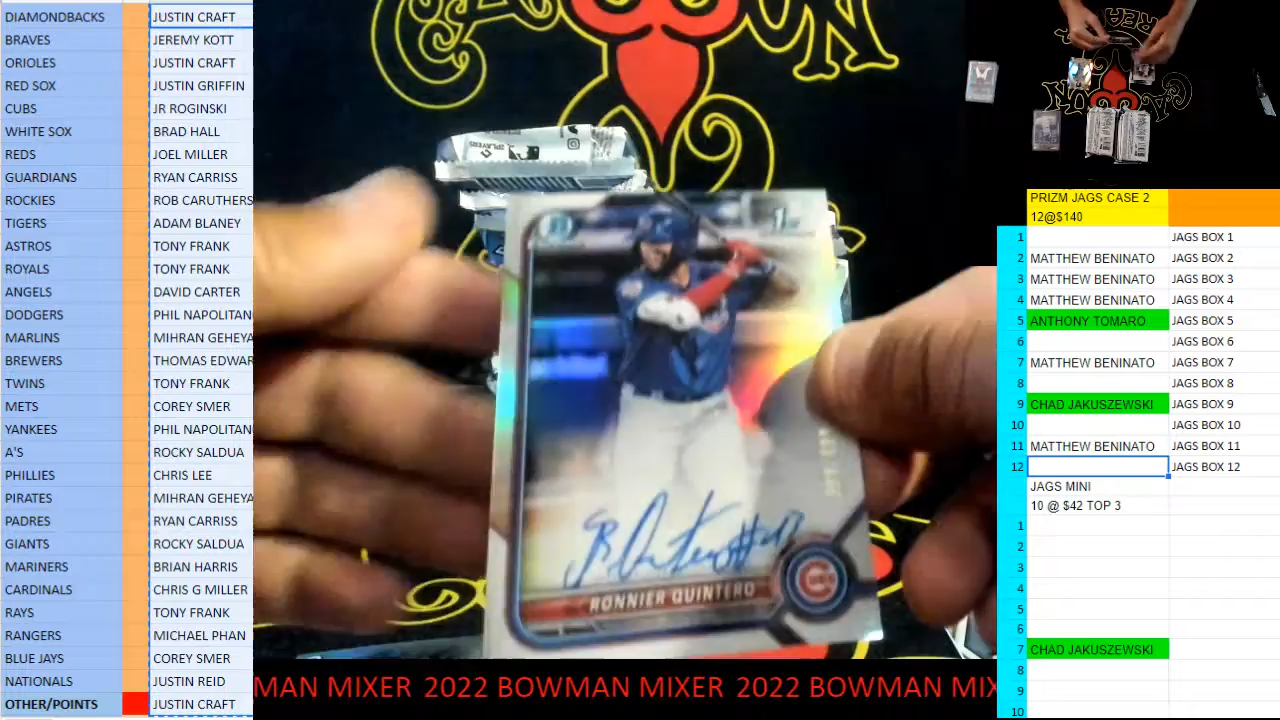 DIAMONDBACKS JUSTIN CRAFT
BRAVES JEREMY KOTT
ORIOLES JUSTIN CRAFT
RED SOX JUSTIN GRIFFIN
CUBS JR ROGINSKI
WHITE SOX BRAD HALL
REDS JOEL MILLER
GUARDIANS RYAN CARRISS
ROCKIES ROB CARUTHERS
TIGERS ADAM BLANEY
ASTROS TONY FRANK
ROYALS TONY FRANK
ANGELS DAVID CARTER
DODGERS PHIL NAPOLITAN
MARLINS MIHRAN GEHEYA
BREWERS THOMAS EDWAR
TWINS TONY FRANK
METS COREY SMER
YANKEES PHIL NAPOLITAN
A'S ROCKY SALDUA
PHILLIES CHRIS LEE
PIRATES MIHRAN GEHEYA
PADRES RYAN CARRISS
GIANTS ROCKY SALDUA
MARINERS BRIAN HARRIS
CARDINALS CHRIS G MILLER
RAYS TONY FRANK
RANGERS MICHAEL PHAN
BLUE JAYS COREY SMER
NATIONALS JUSTIN REID
OTHER/POINTS JUSTIN CRAFT
1st
RONNIER QUINTERO
MAN MIXER 2022 BOWMAN MIXER 2022 BOWMAN MIX
PRIZM JAGS CASE 2
12@$140
1 JAGS BOX 1
2 MATTHEW BENINATO JAGS BOX 2
3 MATTHEW BENINATO JAGS BOX 3
4 MATTHEW BENINATO JAGS BOX 4
5 ANTHONY TOMARO JAGS BOX 5
6 JAGS BOX 6
7 MATTHEW BENINATO JAGS BOX 7
8 JAGS BOX 8
9 CHAD JAKUSZEWSKI JAGS BOX 9
10 JAGS BOX 10
11 MATTHEW BENINATO JAGS BOX 11
12 JAGS BOX 12
JAGS MINI
10 @ $42 TOP 3
1
2
3
4
5
6
7 CHAD JAKUSZEWSKI
8
9
10